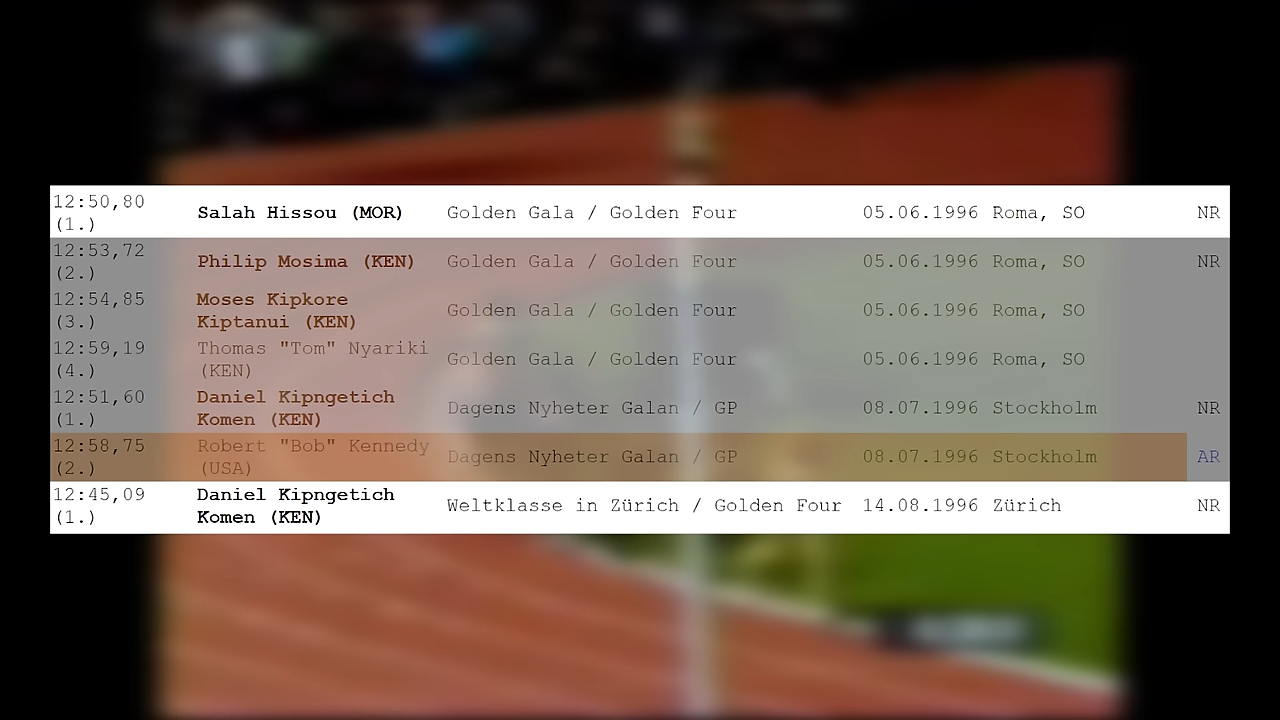 12:50,80 (1.) Salah Hissou (MOR) Golden Gala / Golden Four 05.06.1996 Roma, SO NR
12:53,72 (2.) Philip Mosima (KEN) Golden Gala / Golden Four 05.06.1996 Roma, SO NR
12:54,85 (3.) Moses Kipkore Kiptanui (KEN) Golden Gala / Golden Four 05.06.1996 Roma, SO
12:59,19 (4.) Thomas "Tom" Nyariki (KEN) Golden Gala / Golden Four 05.06.1996 Roma, SO
12:51,60 (1.) Daniel Kipngetich Komen (KEN) Dagens Nyheter Galan / GP 08.07.1996 Stockholm NR
12:58,75 (2.) Robert "Bob" Kennedy (USA) Dagens Nyheter Galan / GP 08.07.1996 Stockholm AR
12:45,09 (1.) Daniel Kipngetich Komen (KEN) Weltklasse in Zürich / Golden Four 14.08.1996 Zürich NR